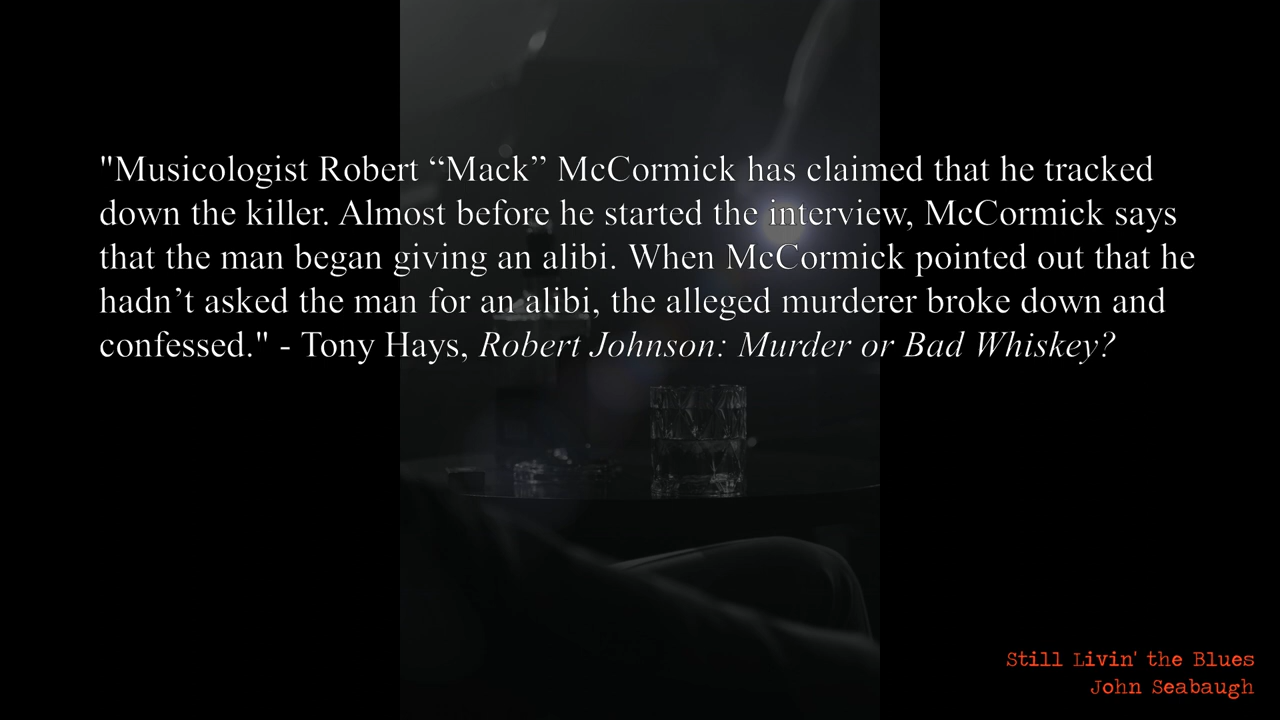 "Musicologist Robert “Mack” McCormick has claimed that he tracked
down the killer. Almost before he started the interview, McCormick says
that the man began giving an alibi. When McCormick pointed out that he
hadn’t asked the man for an alibi, the alleged murderer broke down and
confessed." - Tony Hays, Robert Johnson: Murder or Bad Whiskey?
Still Livin' the Blues
John Seabaugh